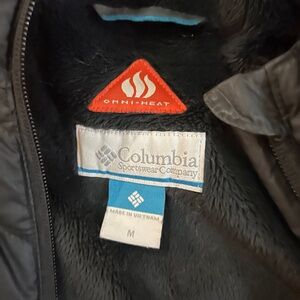 OMNI-HEAT
Columbia
Sportswear Company
MADE IN VIETNAM
M